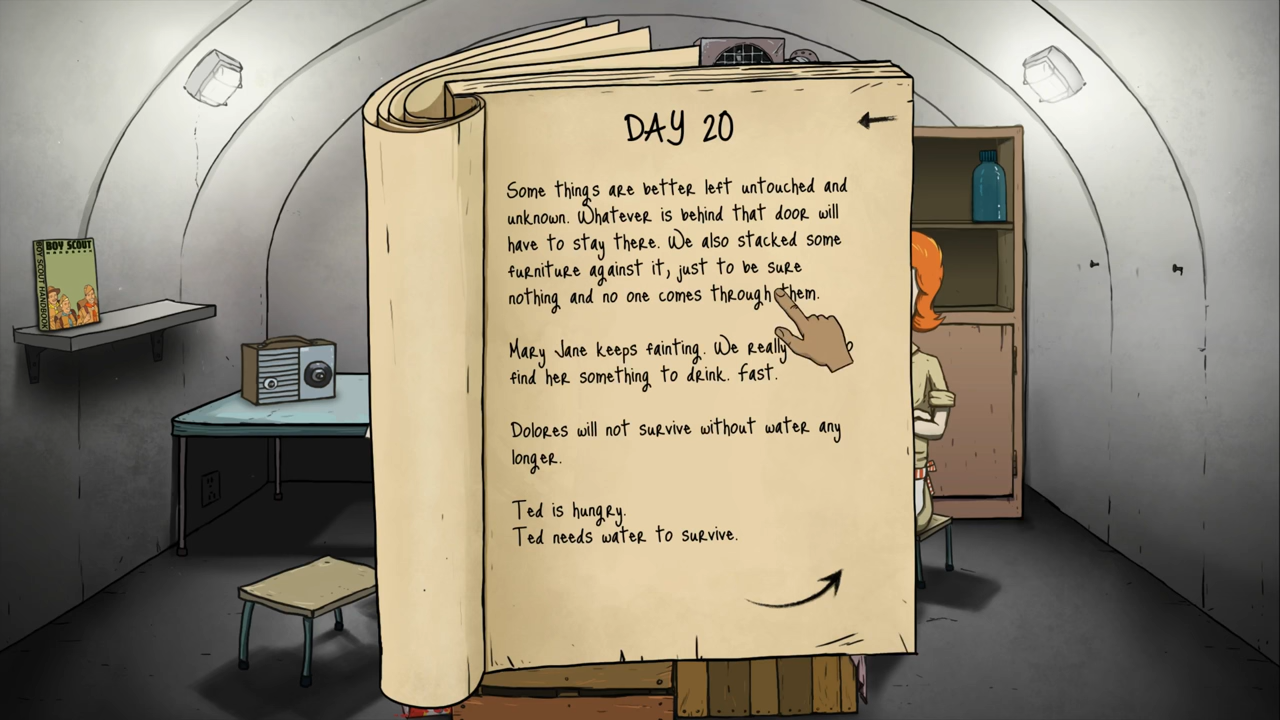 DAY 20
Some things are better left untouched and
unknown. Whatever is behind that door will
have to stay there. We also stacked some
furniture against it, just to be sure
nothing and no one comes through them.
Mary Jane keeps fainting. We really
find her something to drink. Fast.
Dolores will not survive without water any
longer.
Ted is hungry.
Ted needs water to survive.
BOY SCOUT
BOY SCOUT HANDBOOK